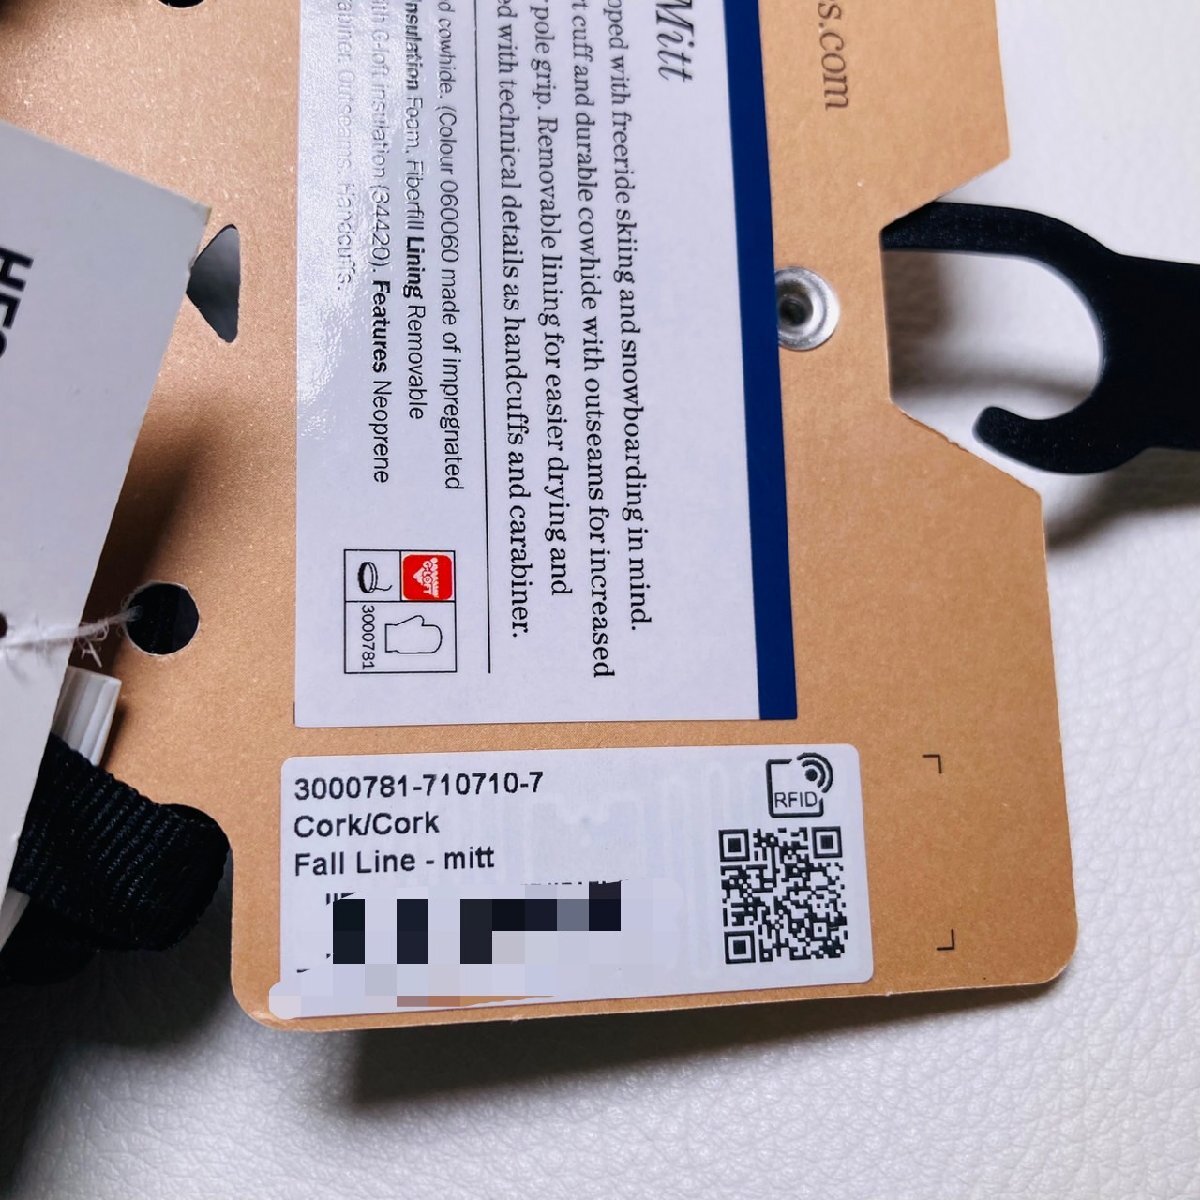 s.com
Mitt
pped with freeride skiing and snowboarding in mind.
cuff and durable cowhide with outseams for increased
pole grip. Removable lining for easier drying and
ed with technical details as handcuffs and carabiner.
d cowhide. (Colour 060060 made of impregnated
Insulation Foam, Fiberfill Lining Removable
G-loft insulation (34420). Features Neoprene
Outseams. Handcuffs.
G-LOFT
3000781
3000781-710710-7
Cork/Cork
Fall Line - mitt
RFID